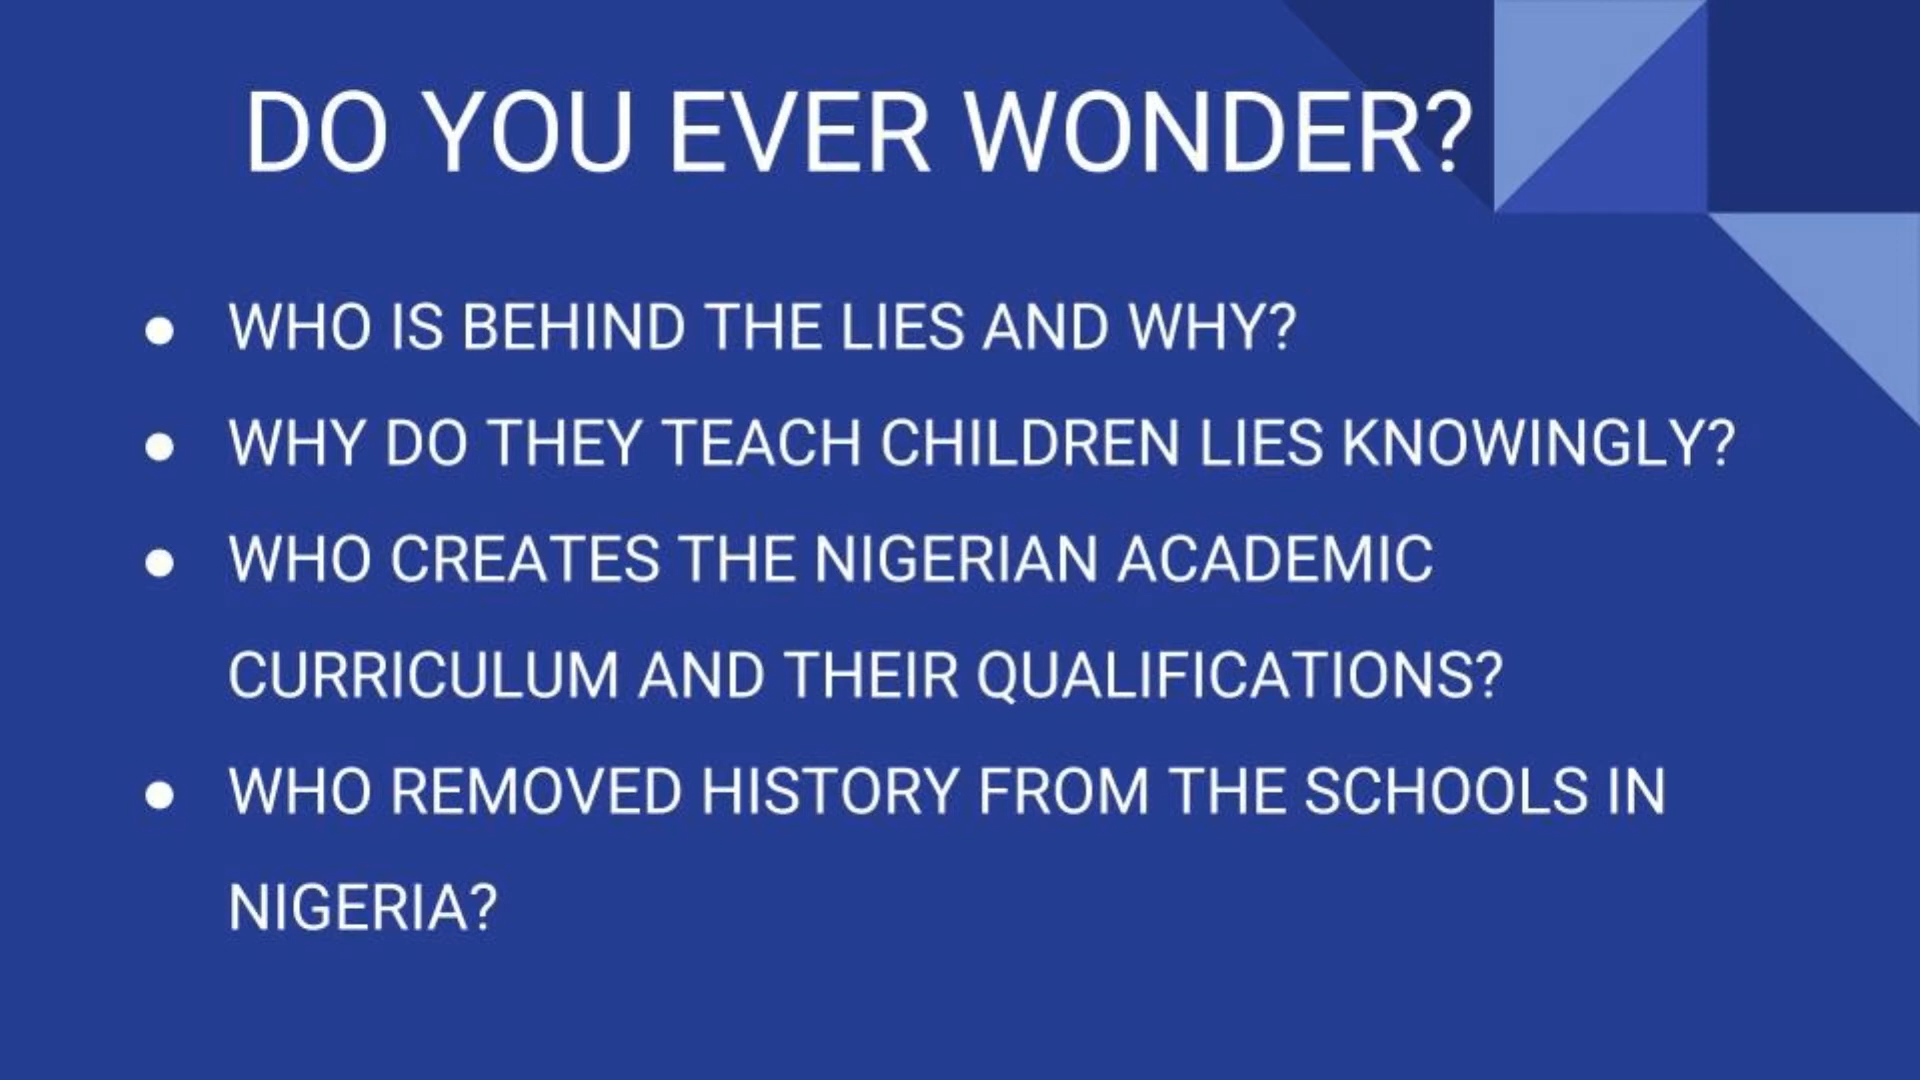 DO YOU EVER WONDER?
● WHO IS BEHIND THE LIES AND WHY?
● WHY DO THEY TEACH CHILDREN LIES KNOWINGLY?
● WHO CREATES THE NIGERIAN ACADEMIC
CURRICULUM AND THEIR QUALIFICATIONS?
● WHO REMOVED HISTORY FROM THE SCHOOLS IN
NIGERIA?